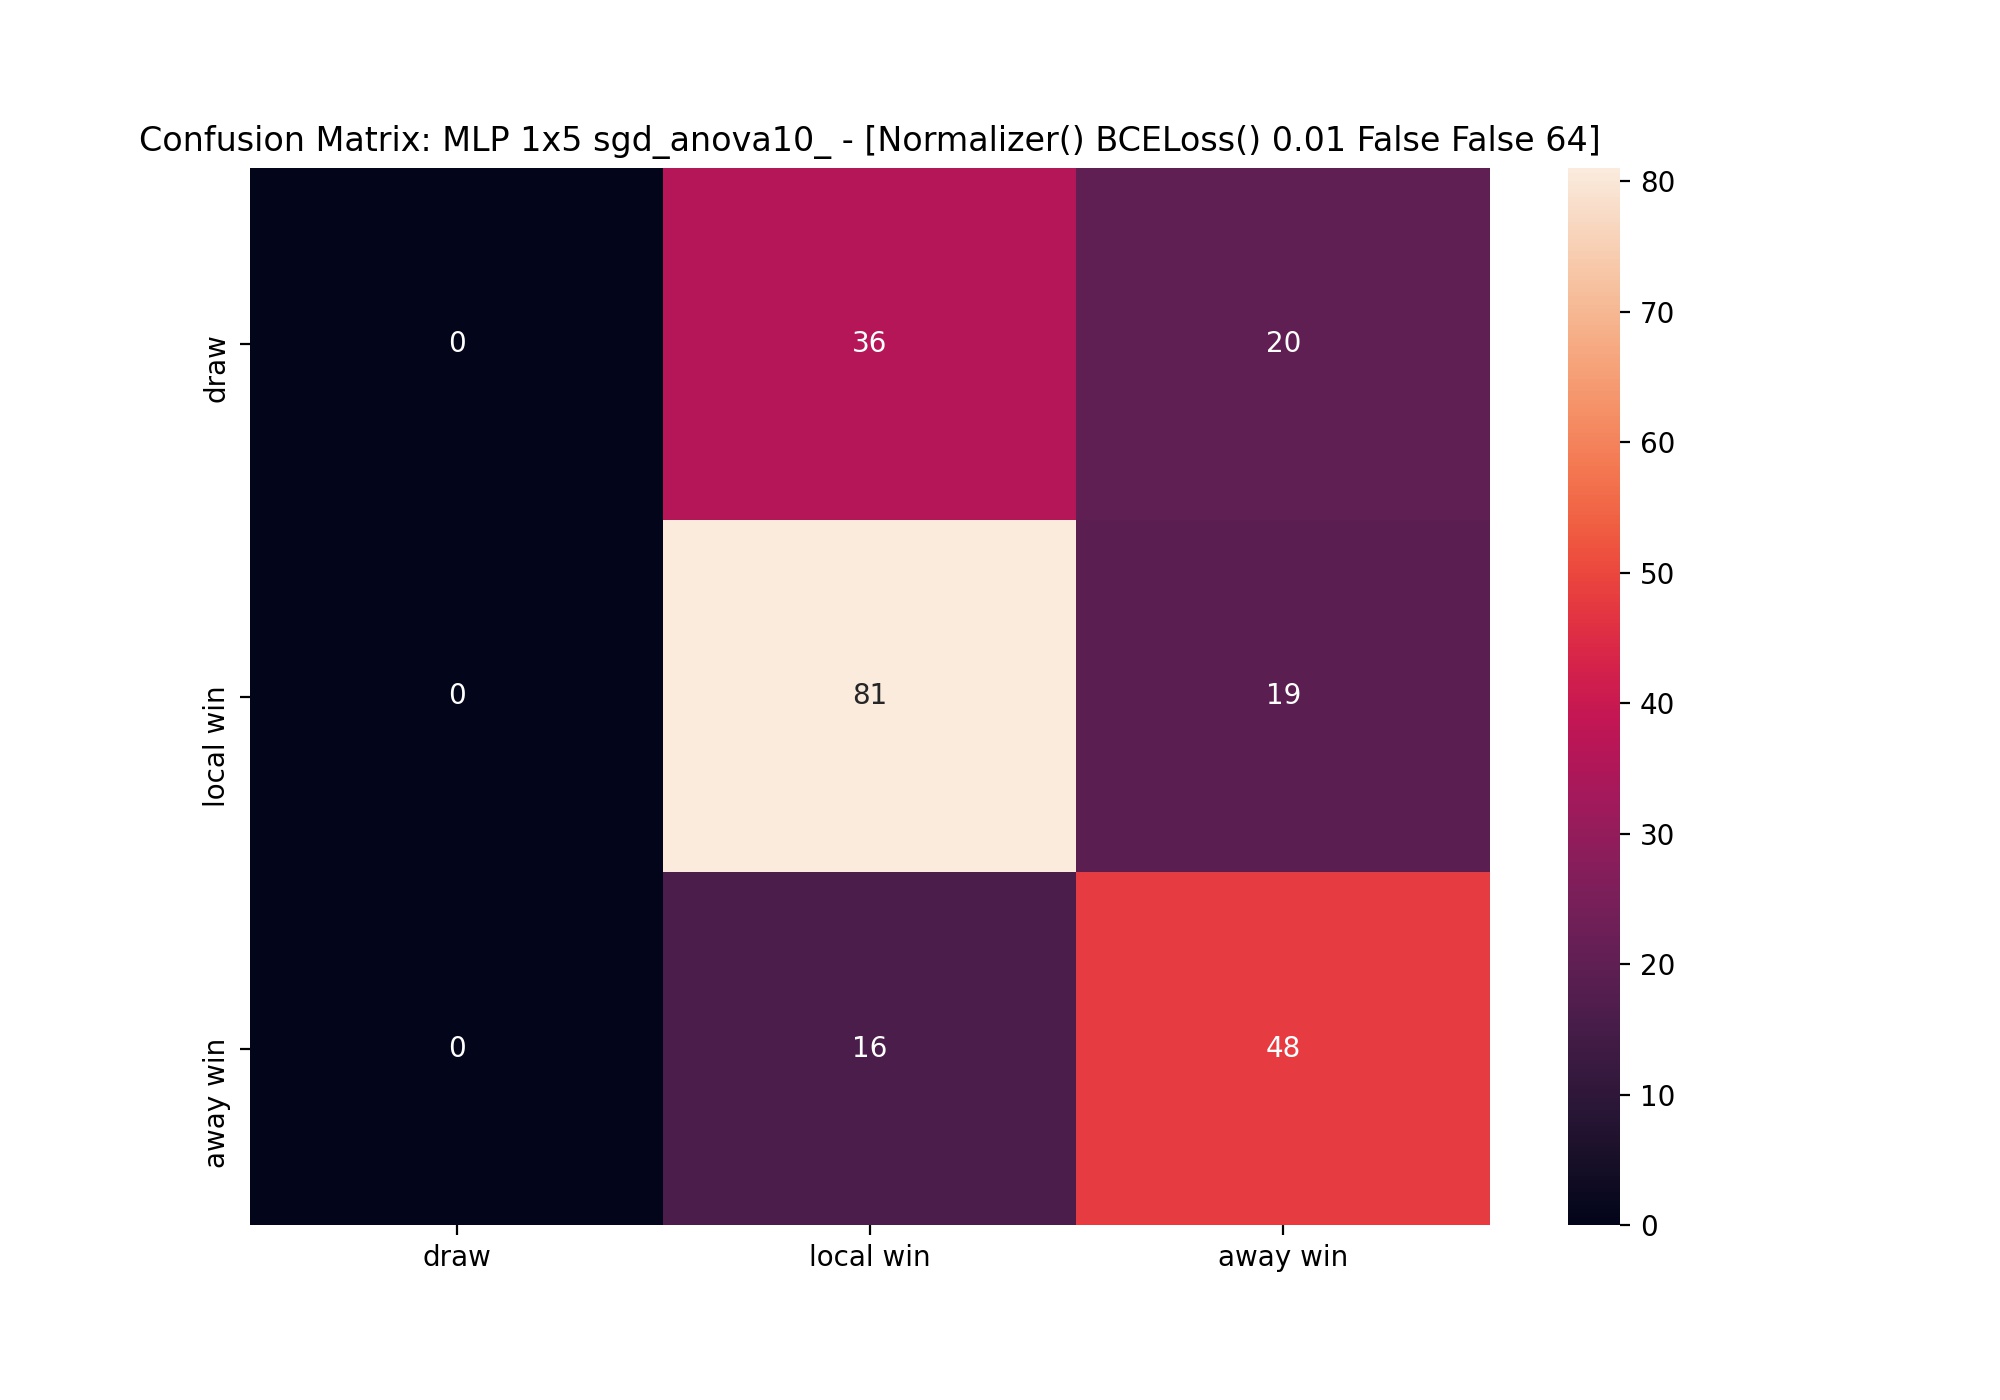 Confusion Matrix: MLP 1x5 sgd_anova10_ - [Normalizer() BCELoss() 0.01 False False 64]
draw
0
36
20
local win
0
81
19
away win
0
16
48
draw
local win
away win
80
70
60
50
40
30
20
10
0